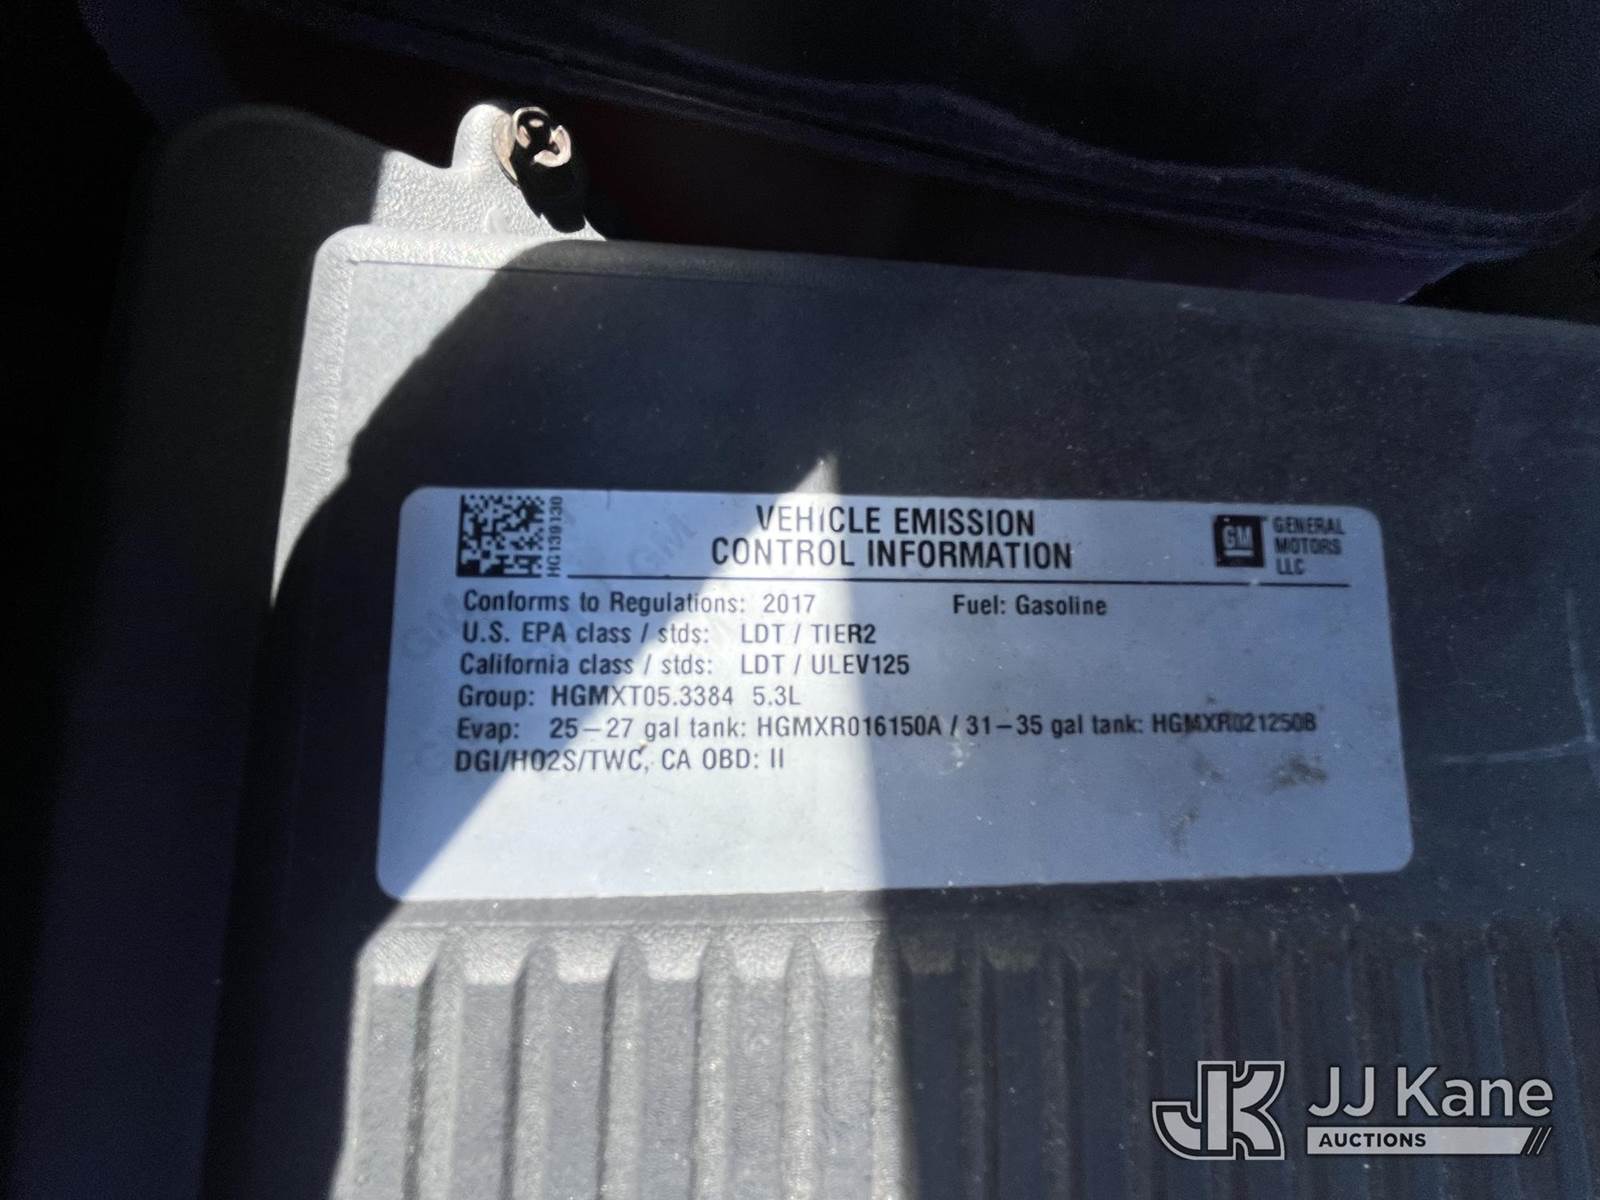 HG139130
VEHICLE EMISSION
CONTROL INFORMATION
GM
GENERAL
MOTORS
LLC
Conforms to Regulations: 2017 Fuel: Gasoline
U.S. EPA class / stds: LDT / TIER2
California class / stds: LDT / ULEV125
Group: HGMXT05.3384 5.3L
Evap: 25–27 gal tank: HGMXR016150A / 31–35 gal tank: HGMXR021250B
DGI/HO2S/TWC, CA OBD: II
JK
JJ Kane
AUCTIONS